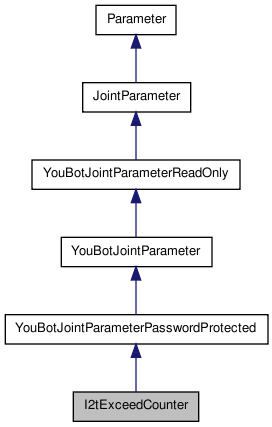 Parameter
JointParameter
YouBotJointParameterReadOnly
YouBotJointParameter
YouBotJointParameterPasswordProtected
I2tExceedCounter